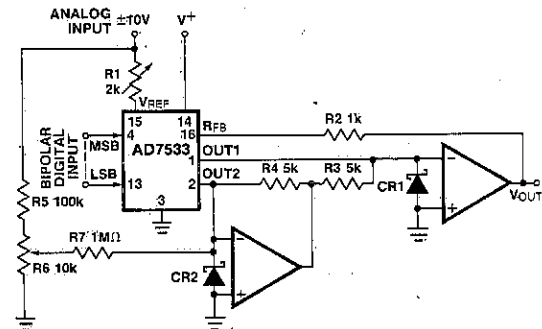 ANALOG
INPUT
±10V
V+
R1
2k
VREF
15
14
4
16
AD7533
1
13
2
3
RFB
OUT1
OUT2
BIPOLAR
DIGITAL
INPUT
MSB
LSB
R2 1k
R4 5k
R3 5k
CR1
–
+
VOUT
R5 100k
R7 1MΩ
R6 10k
CR2
–
+